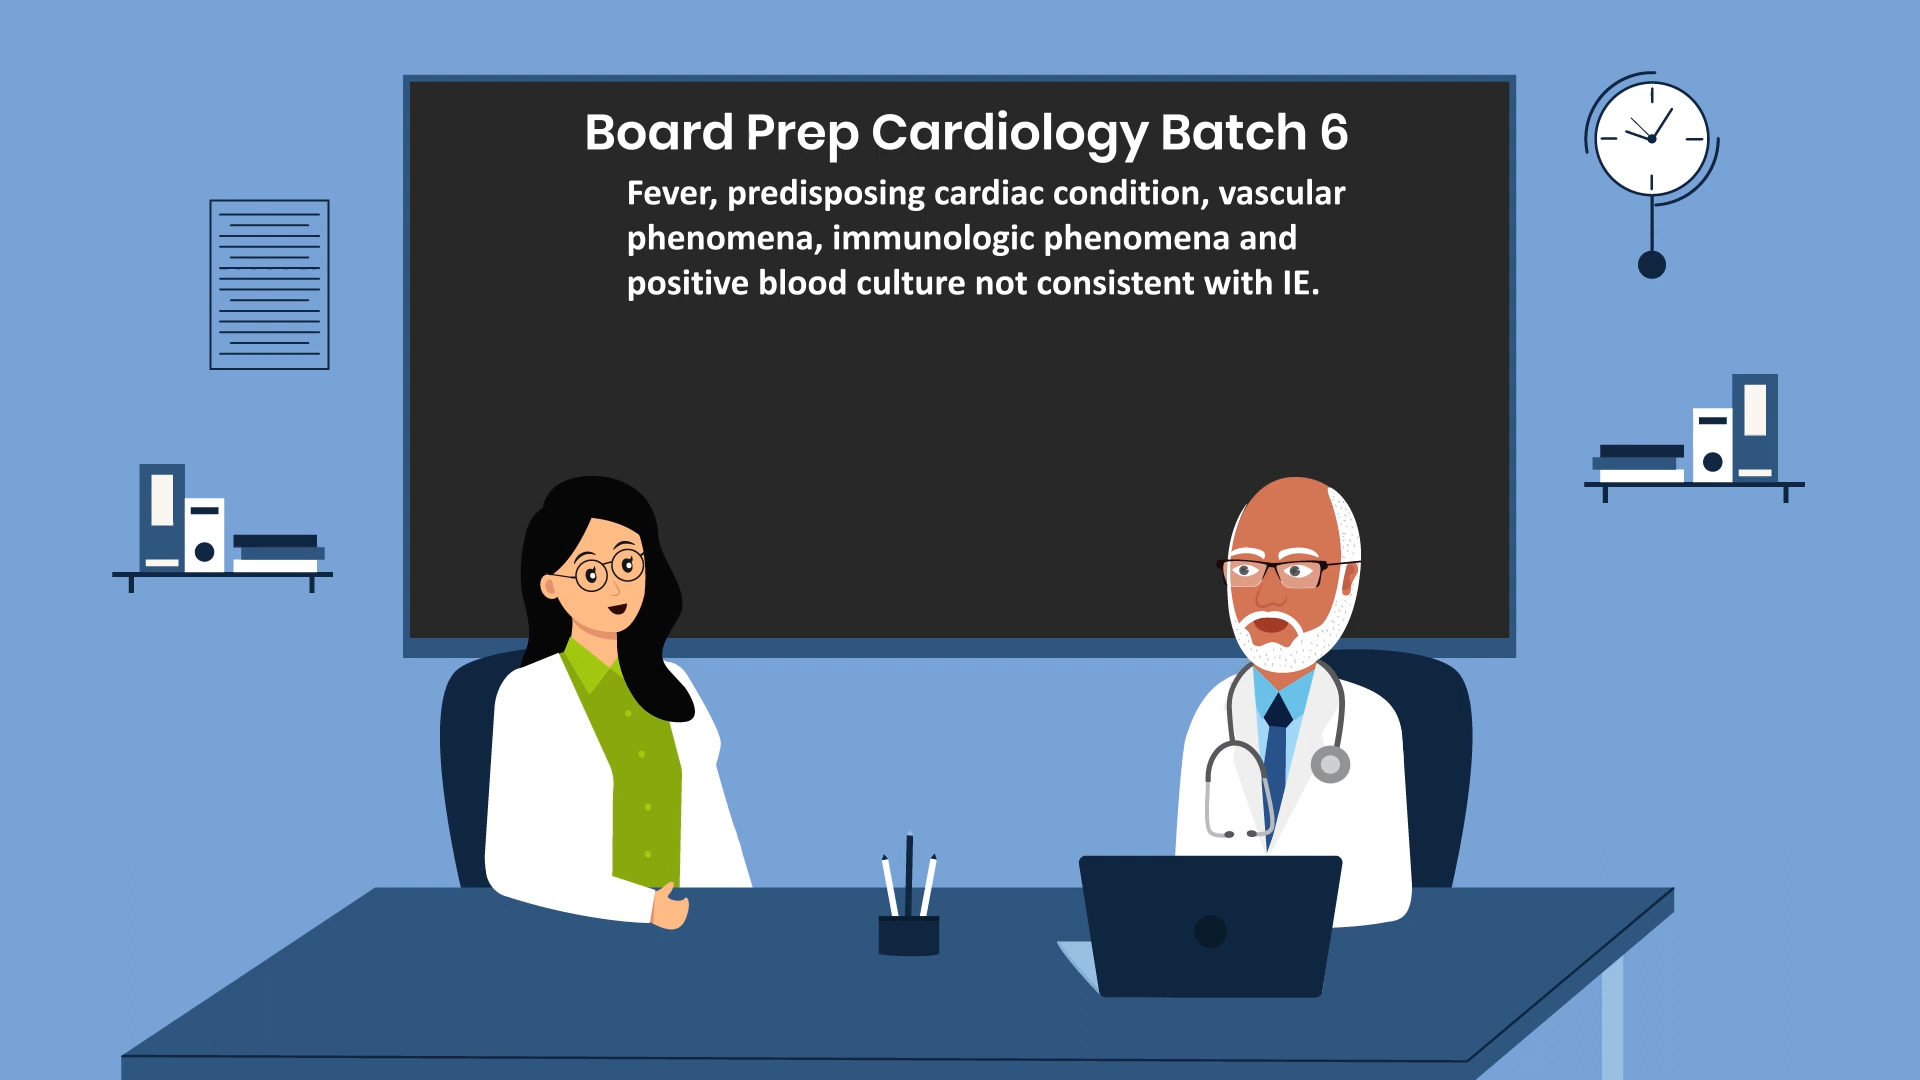 Board Prep Cardiology Batch 6
Fever, predisposing cardiac condition, vascular
phenomena, immunologic phenomena and
positive blood culture not consistent with IE.